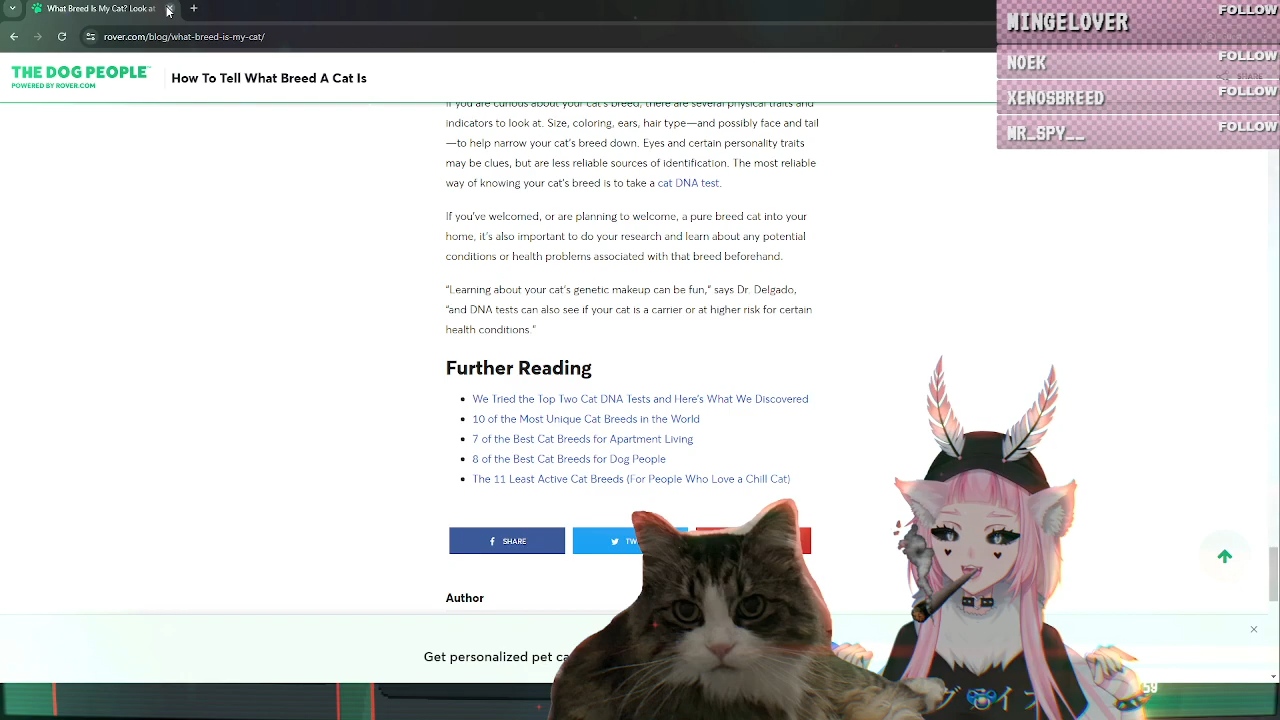 What Breed Is My Cat? Look at
rover.com/blog/what-breed-is-my-cat/
THE DOG PEOPLE™
POWERED BY ROVER.COM
How To Tell What Breed A Cat Is
SHARE
MINGELOVER FOLLOW
NOEK FOLLOW
XENOSBREED FOLLOW
MR_SPY__ FOLLOW
If you are curious about your cat's breed, there are several physical traits and
indicators to look at. Size, coloring, ears, hair type—and possibly face and tail
—to help narrow your cat's breed down. Eyes and certain personality traits
may be clues, but are less reliable sources of identification. The most reliable
way of knowing your cat's breed is to take a cat DNA test.
If you've welcomed, or are planning to welcome, a pure breed cat into your
home, it's also important to do your research and learn about any potential
conditions or health problems associated with that breed beforehand.
“Learning about your cat's genetic makeup can be fun,” says Dr. Delgado,
“and DNA tests can also see if your cat is a carrier or at higher risk for certain
health conditions.”
Further Reading
We Tried the Top Two Cat DNA Tests and Here's What We Discovered
10 of the Most Unique Cat Breeds in the World
7 of the Best Cat Breeds for Apartment Living
8 of the Best Cat Breeds for Dog People
The 11 Least Active Cat Breeds (For People Who Love a Chill Cat)
SHARE
Author
Get personalized pet
59